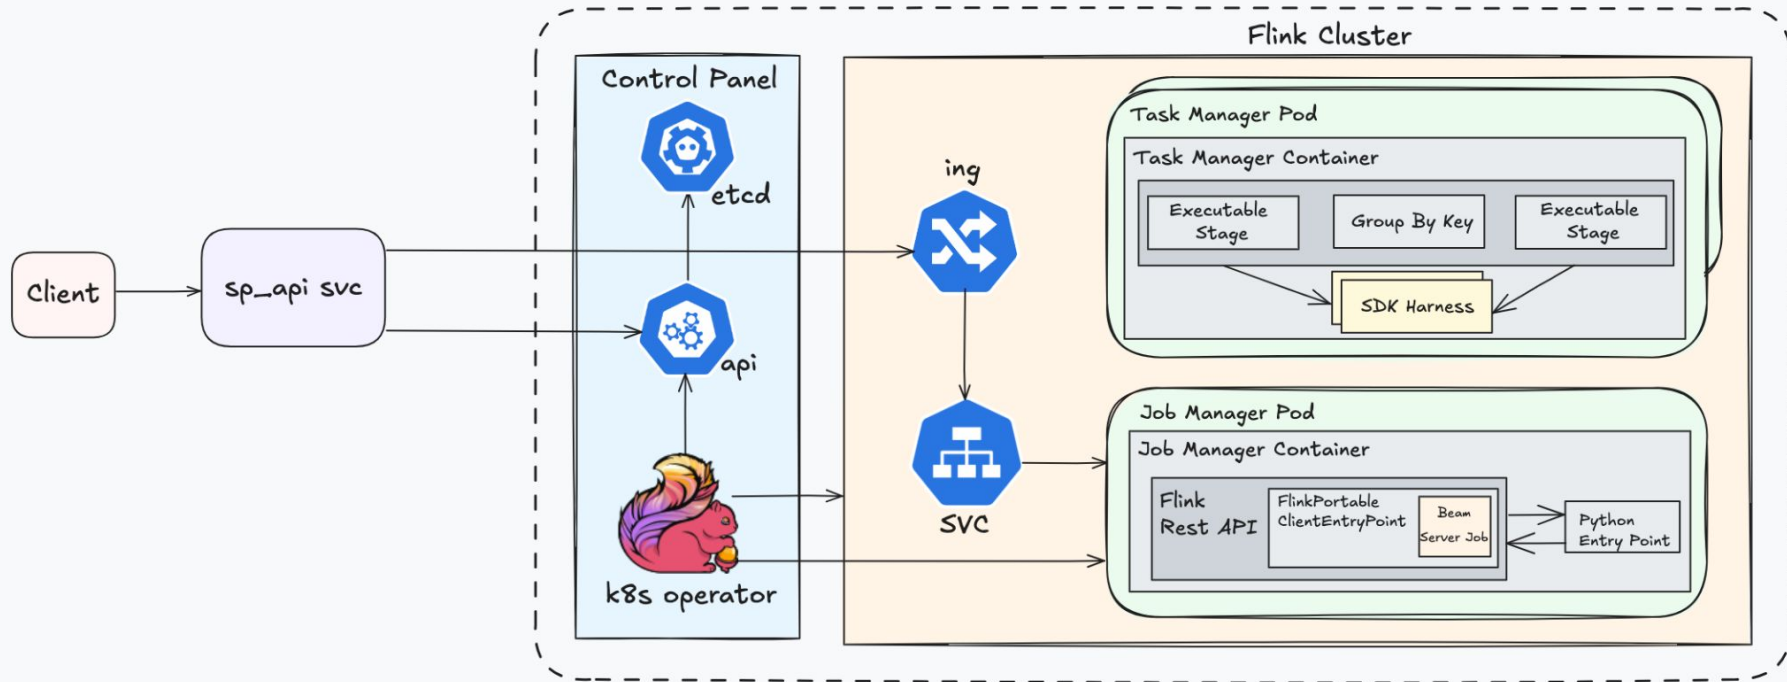 Flink Cluster
Control Panel
etcd
api
k8s operator
Client
sp_api svc
ing
SVC
Task Manager Pod
Task Manager Container
Executable
Stage
Group By Key
Executable
Stage
SDK Harness
Job Manager Pod
Job Manager Container
Flink
Rest API
FlinkPortable
ClientEntryPoint
Beam
Server Job
Python
Entry Point